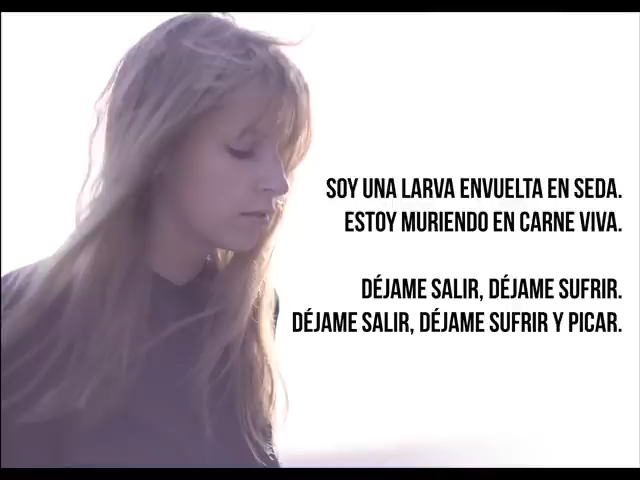 SOY UNA LARVA ENVUELTA EN SEDA.
ESTOY MURIENDO EN CARNE VIVA.
DÉJAME SALIR, DÉJAME SUFRIR.
DÉJAME SALIR, DÉJAME SUFRIR Y PICAR.